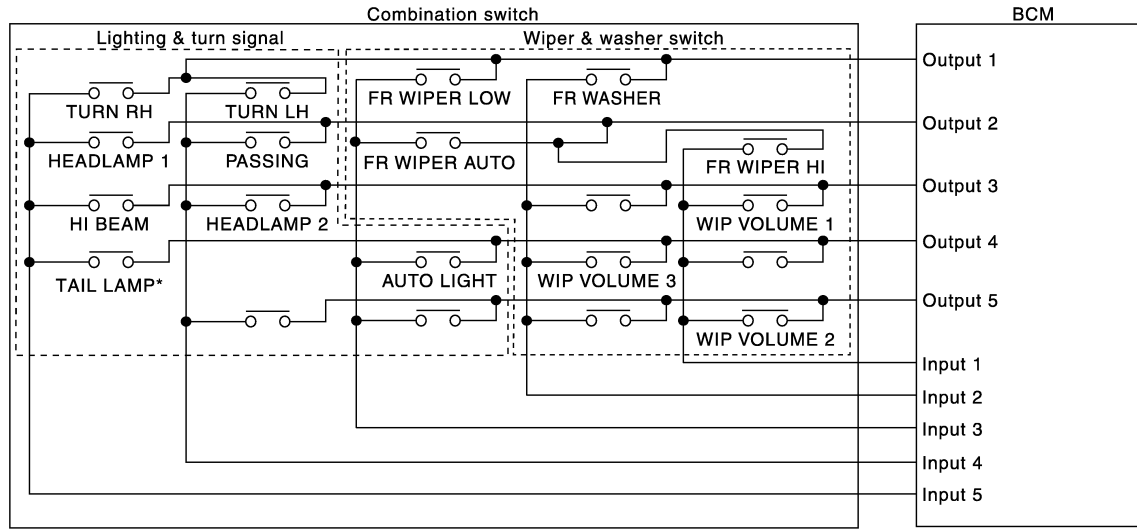 Combination switch
BCM
Lighting & turn signal
Wiper & washer switch
Output 1
TURN RH
TURN LH
FR WIPER LOW
FR WASHER
Output 2
HEADLAMP 1
PASSING
FR WIPER AUTO
FR WIPER HI
Output 3
HI BEAM
HEADLAMP 2
WIP VOLUME 1
Output 4
TAIL LAMP*
AUTO LIGHT
WIP VOLUME 3
Output 5
WIP VOLUME 2
Input 1
Input 2
Input 3
Input 4
Input 5